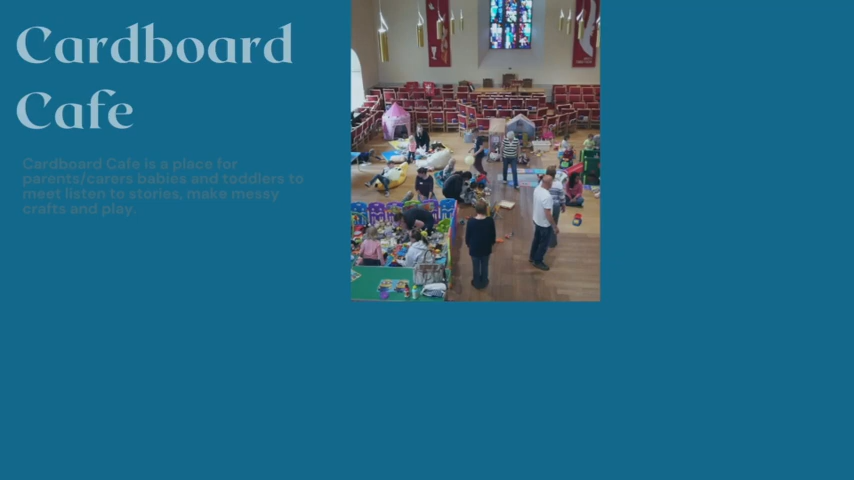 Cardboard
Cafe
Cardboard Cafe is a place for
parents/carers babies and toddlers to
meet listen to stories, make messy
crafts and play.